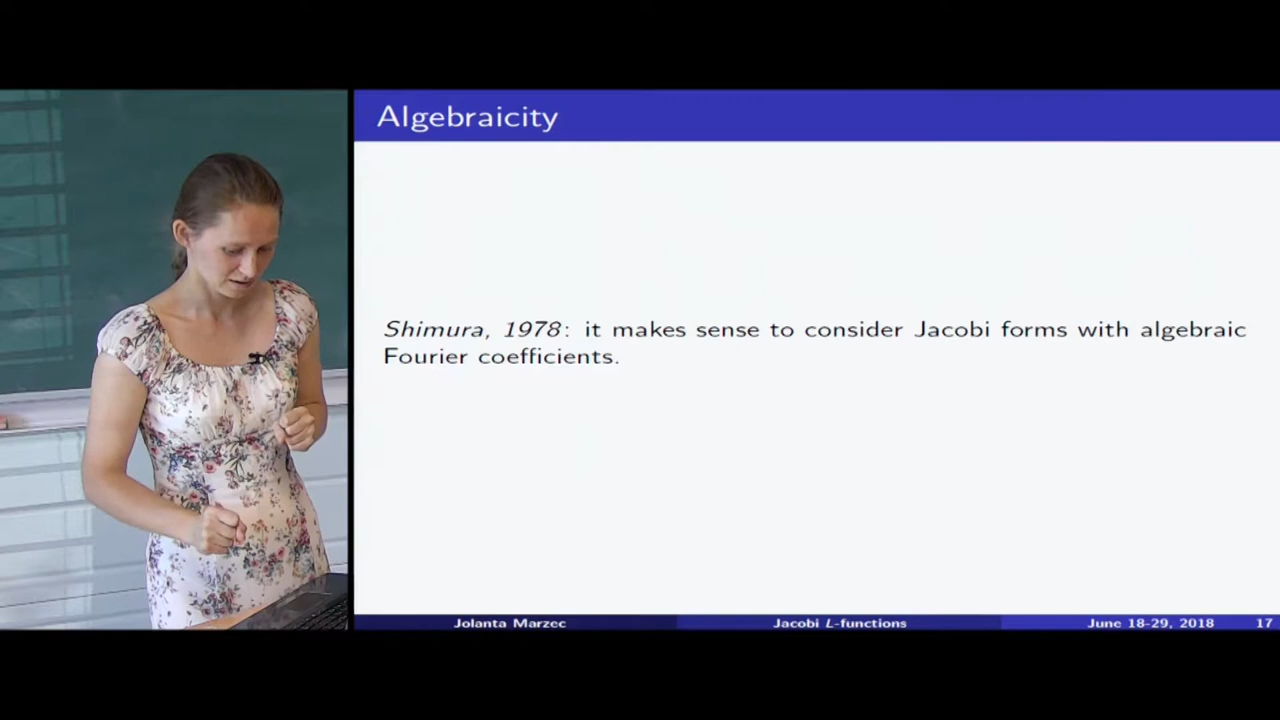 Algebraicity
Shimura, 1978: it makes sense to consider Jacobi forms with algebraic
Fourier coefficients.
Jolanta Marzec Jacobi L-functions June 18-29, 2018 17